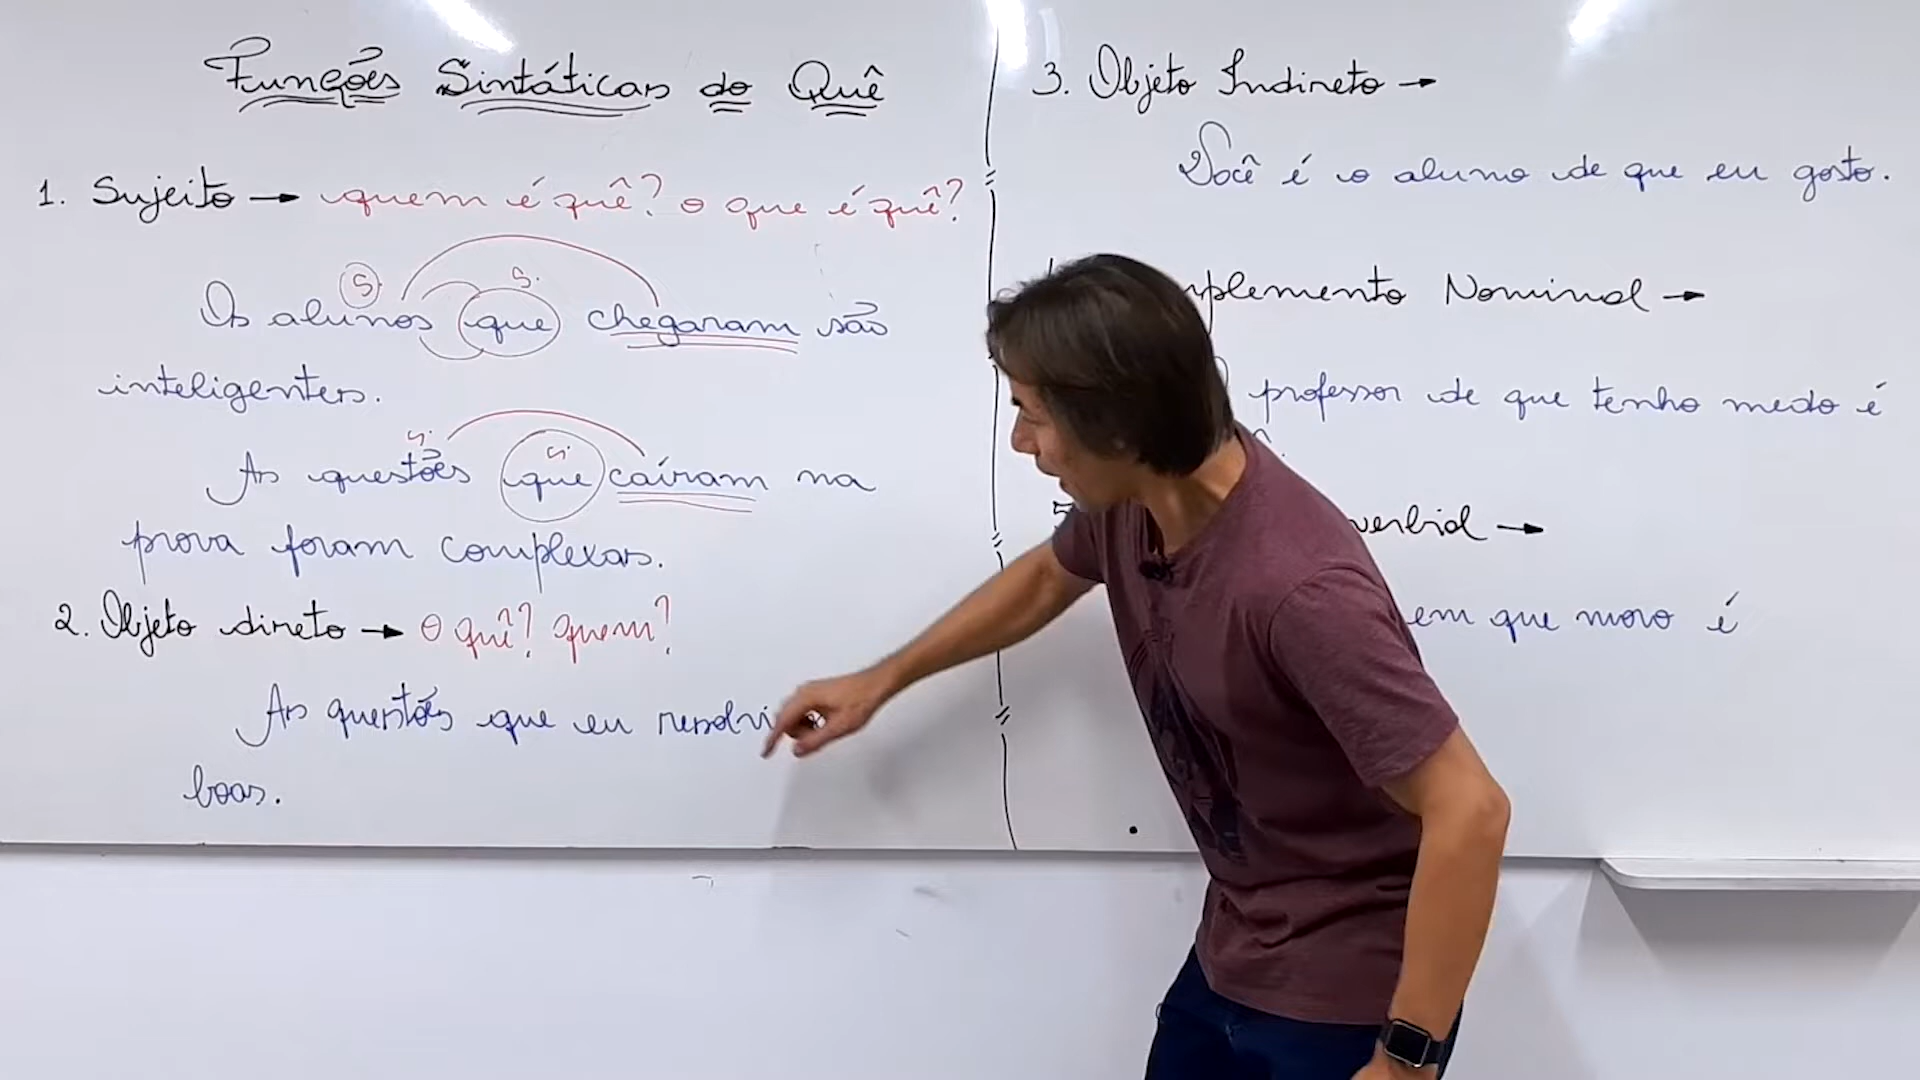 Funções Sintáticas do Quê
1. Sujeito → quem é quê? o que é quê?
S. S.
Os alunos que chegaram são
inteligentes.
S. S.
As questões que caíram na
prova foram complexas.
2. Objeto direto → O quê? quem?
As questões que eu resolvi
boas.
3. Objeto Indireto →
Você é o aluno de que eu gosto.
mplemento Nominal →
professor de que tenho medo é
verbial →
em que moro é